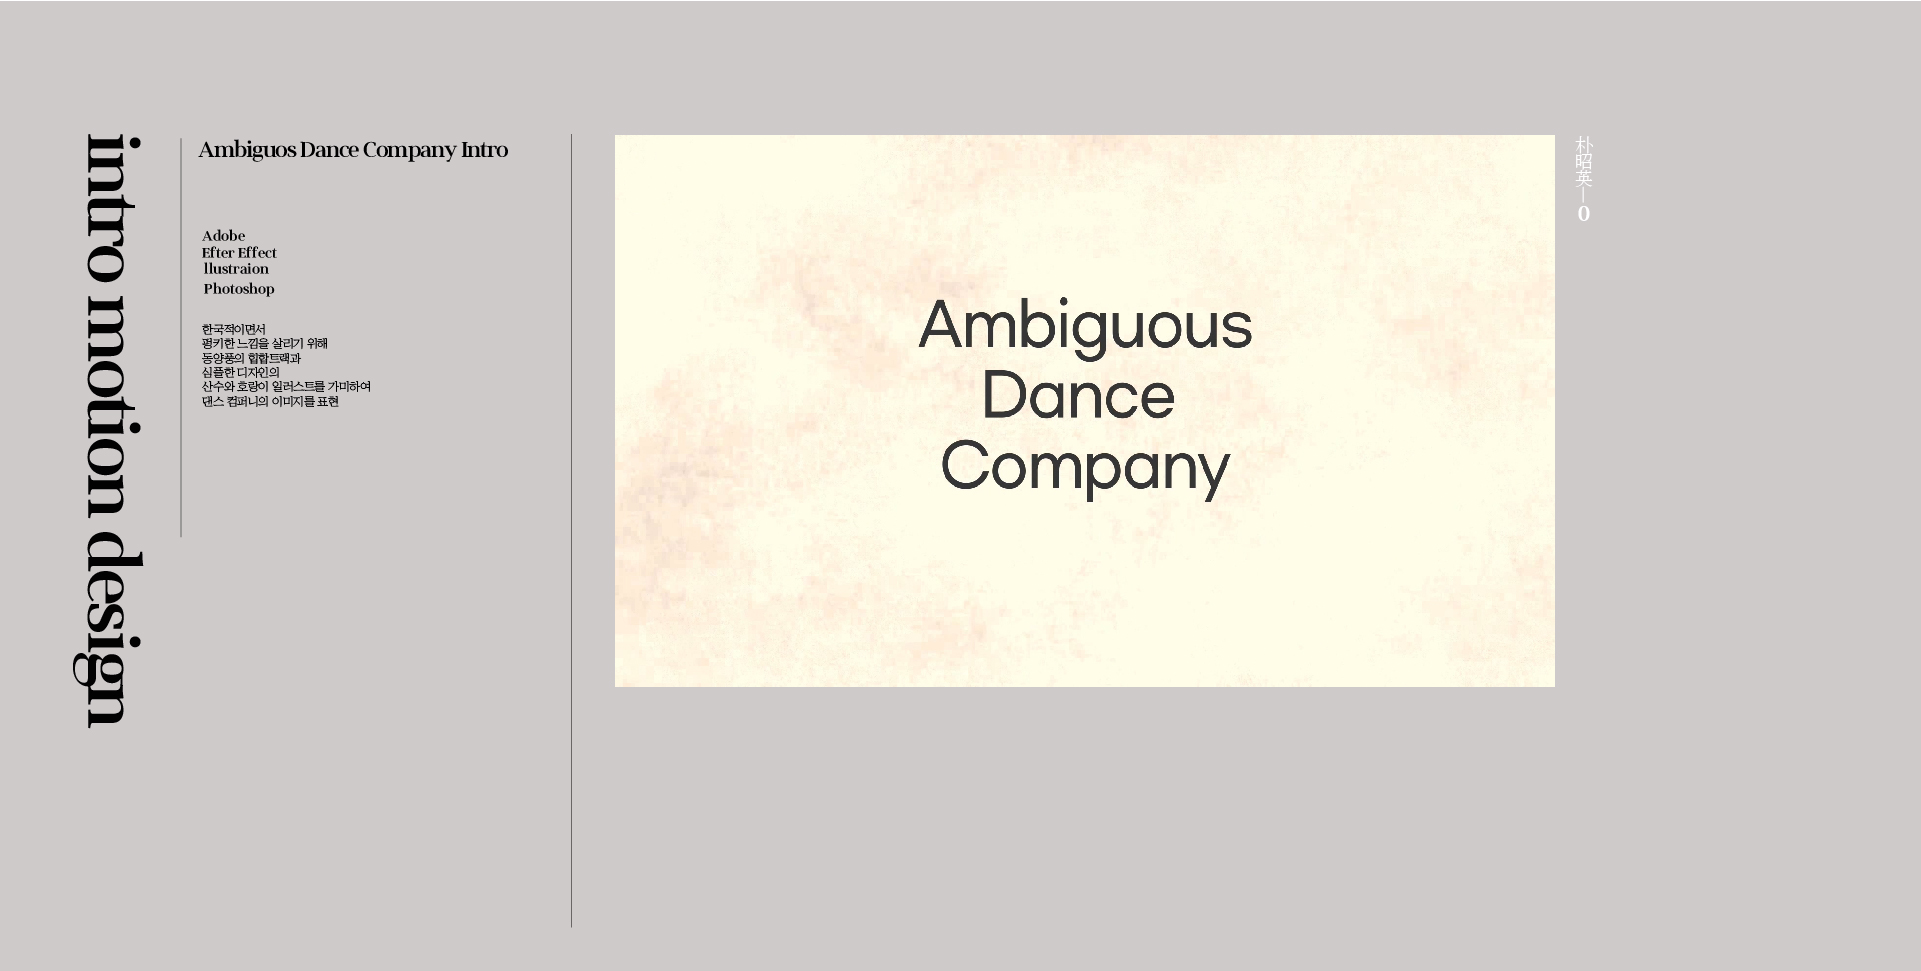 intro motion design
Ambiguos Dance Company Intro
Adobe
Efter Effect
llustraion
Photoshop
한국적이면서
펑키한 느낌을 살리기 위해
동양풍의 힙합트랙과
심플한 디자인의
산수와 호랑이 일러스트를 가미하여
댄스 컴퍼니의 이미지를 표현
Ambiguous
Dance
Company
朴昭英—0